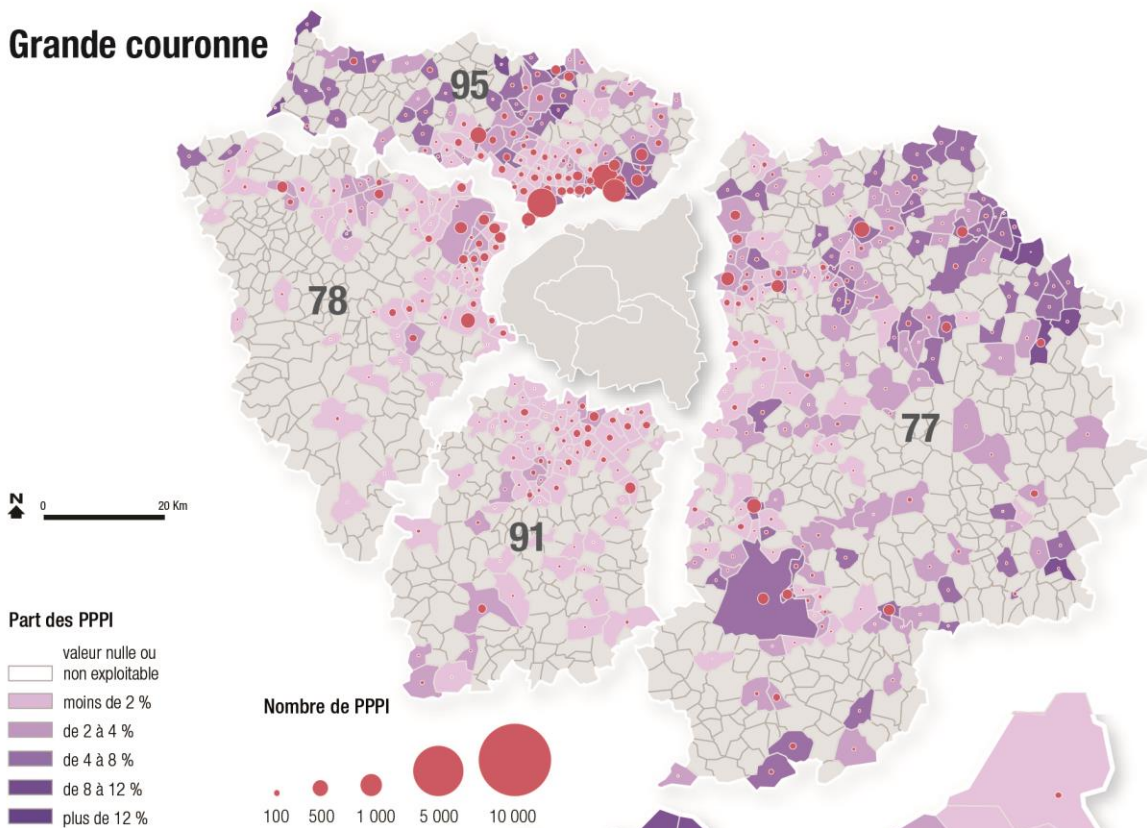 Grande couronne
95
78
77
91
N
0 20 Km
Part des PPPI
valeur nulle ou
non exploitable
moins de 2 %
de 2 à 4 %
de 4 à 8 %
de 8 à 12 %
plus de 12 %
Nombre de PPPI
100 500 1 000 5 000 10 000